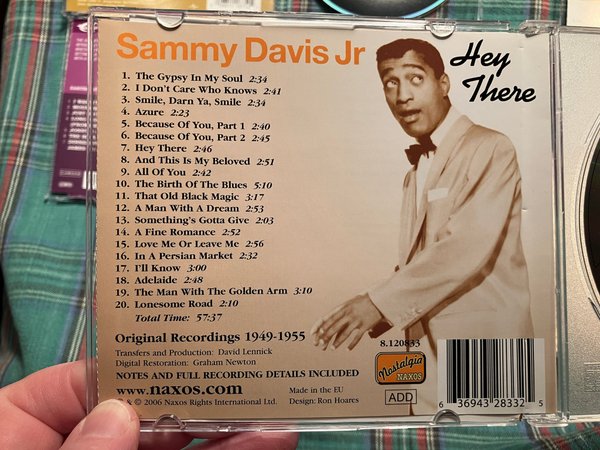 Sammy Davis Jr
Hey
There
1. The Gypsy In My Soul 2:34
2. I Don't Care Who Knows 2:41
3. Smile, Darn Ya, Smile 2:34
4. Azure 2:23
5. Because Of You, Part 1 2:40
6. Because Of You, Part 2 2:45
7. Hey There 2:46
8. And This Is My Beloved 2:51
9. All Of You 2:42
10. The Birth Of The Blues 5:10
11. That Old Black Magic 3:17
12. A Man With A Dream 2:53
13. Something's Gotta Give 2:03
14. A Fine Romance 2:52
15. Love Me Or Leave Me 2:56
16. In A Persian Market 2:32
17. I'll Know 3:00
18. Adelaide 2:48
19. The Man With The Golden Arm 3:10
20. Lonesome Road 2:10
Total Time: 57:37
Original Recordings 1949-1955
8.120833
Transfers and Production: David Lennick
Digital Restoration: Graham Newton
NOTES AND FULL RECORDING DETAILS INCLUDED
www.naxos.com
Made in the EU
& © 2006 Naxos Rights International Ltd.
Design: Ron Hoares
Nostalgia
NAXOS
ADD
6 36943 28332 5